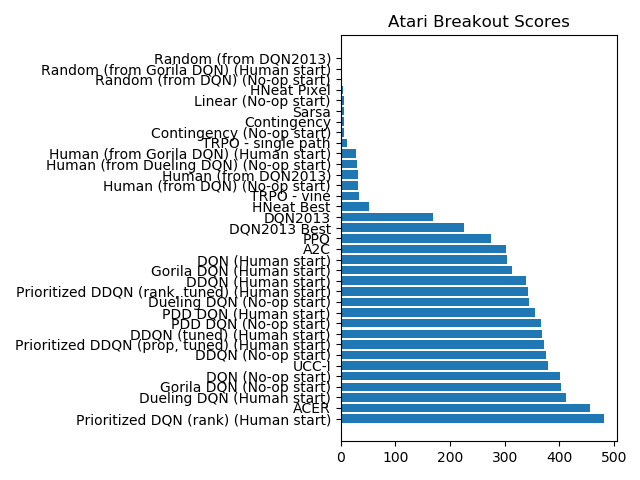 Atari Breakout Scores
Random (from DQN2013)
Random (from Gorila DQN) (Human start)
Random (from DQN) (No-op start)
HNeat Pixel
Linear (No-op start)
Sarsa
Contingency
Contingency (No-op start)
TRPO - single path
Human (from Gorila DQN) (Human start)
Human (from Dueling DQN) (No-op start)
Human (from DQN2013)
Human (from DQN) (No-op start)
TRPO - vine
HNeat Best
DQN2013
DQN2013 Best
PPO
A2C
DQN (Human start)
Gorila DQN (Human start)
DDQN (Human start)
Prioritized DDQN (rank, tuned) (Human start)
Dueling DQN (No-op start)
PDD DQN (Human start)
PDD DQN (No-op start)
DDQN (tuned) (Human start)
Prioritized DDQN (prop, tuned) (Human start)
DDQN (No-op start)
UCC-I
DQN (No-op start)
Gorila DQN (No-op start)
Dueling DQN (Human start)
ACER
Prioritized DQN (rank) (Human start)
0 100 200 300 400 500